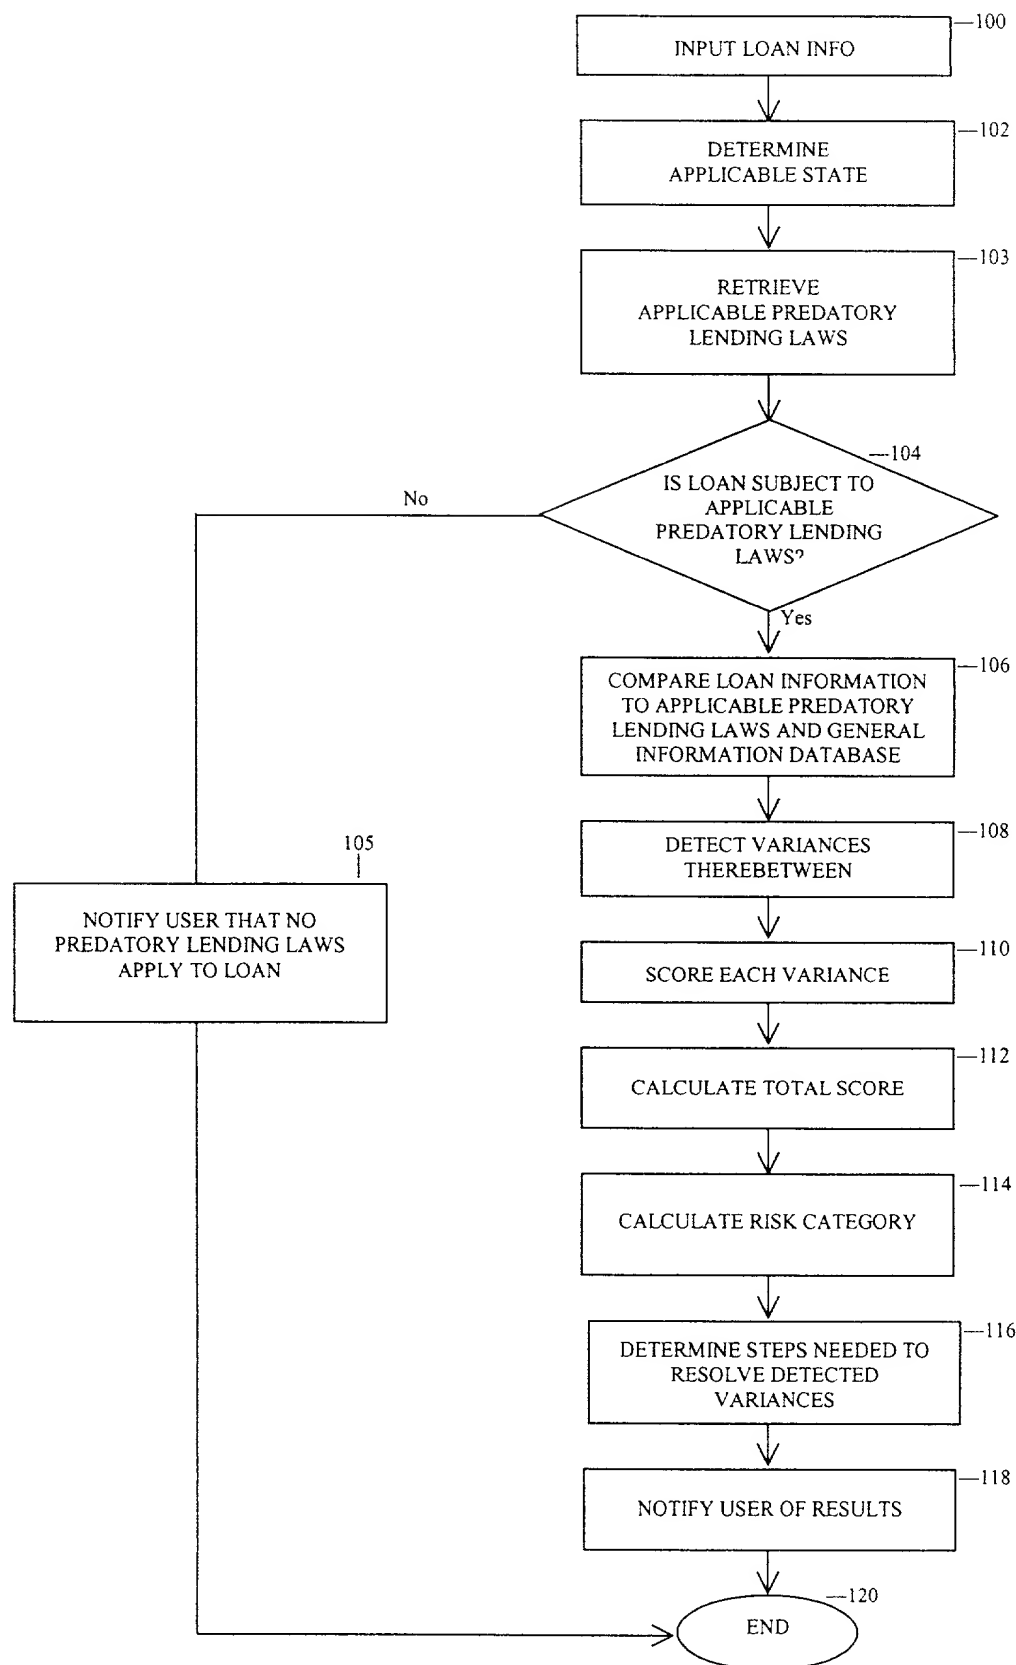 100
INPUT LOAN INFO
102
DETERMINE
APPLICABLE STATE
103
RETRIEVE
APPLICABLE PREDATORY
LENDING LAWS
104
IS LOAN SUBJECT TO
APPLICABLE
PREDATORY LENDING
LAWS?
No
Yes
106
COMPARE LOAN INFORMATION
TO APPLICABLE PREDATORY
LENDING LAWS AND GENERAL
INFORMATION DATABASE
108
DETECT VARIANCES
THEREBETWEEN
105
NOTIFY USER THAT NO
PREDATORY LENDING LAWS
APPLY TO LOAN
110
SCORE EACH VARIANCE
112
CALCULATE TOTAL SCORE
114
CALCULATE RISK CATEGORY
116
DETERMINE STEPS NEEDED TO
RESOLVE DETECTED
VARIANCES
118
NOTIFY USER OF RESULTS
120
END